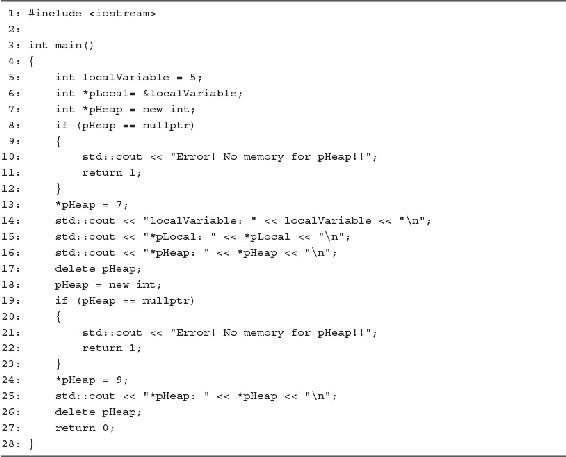 1: #include <iostream>
2:
3: int main()
4: {
5:     int localVariable = 5;
6:     int *pLocal= &localVariable;
7:     int *pHeap = new int;
8:     if (pHeap == nullptr)
9:     {
10:         std::cout << "Error! No memory for pHeap!!";
11:         return 1;
12:     }
13:     *pHeap = 7;
14:     std::cout << "localVariable: " << localVariable << "\n";
15:     std::cout << "*pLocal: " << *pLocal << "\n";
16:     std::cout << "*pHeap: " << *pHeap << "\n";
17:     delete pHeap;
18:     pHeap = new int;
19:     if (pHeap == nullptr)
20:     {
21:         std::cout << "Error! No memory for pHeap!!";
22:         return 1;
23:     }
24:     *pHeap = 9;
25:     std::cout << "*pHeap: " << *pHeap << "\n";
26:     delete pHeap;
27:     return 0;
28: }